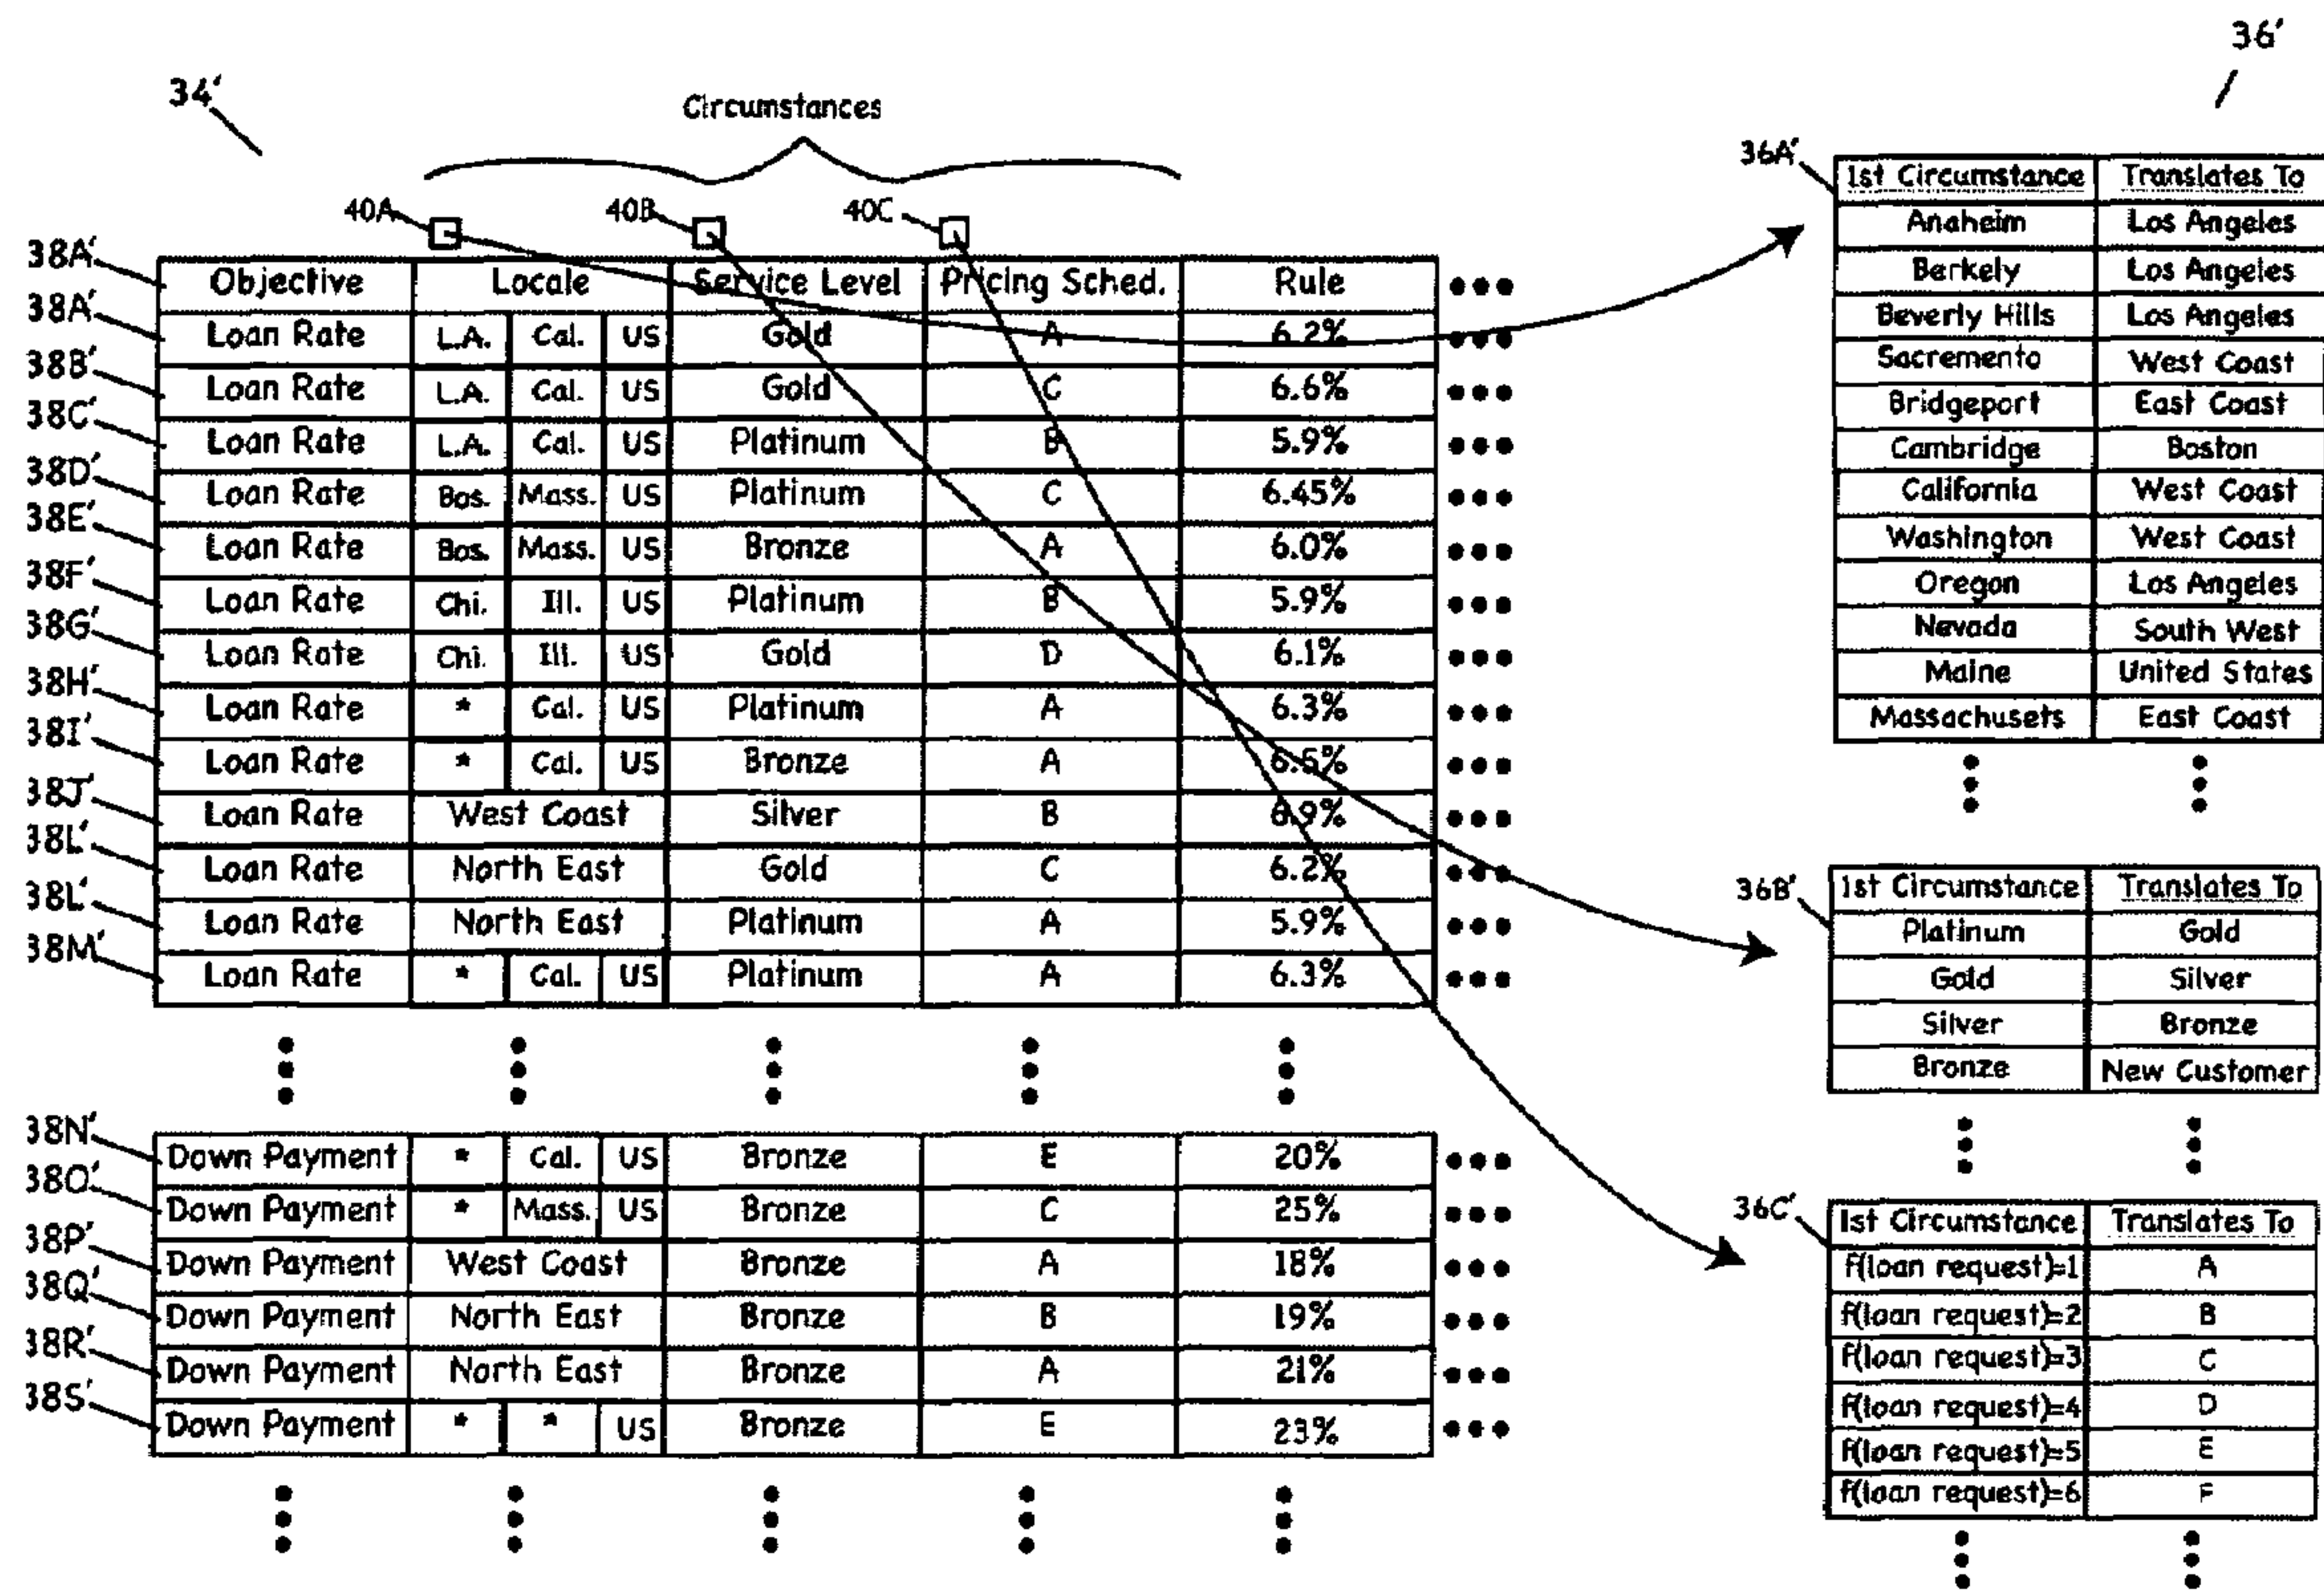 36'
34'
Circumstances
40A 40B 40C
38A' Objective Locale Service Level Pricing Sched. Rule
38A' Loan Rate L.A. Cal. US Gold A 6.2%
38B' Loan Rate L.A. Cal. US Gold C 6.6%
38C' Loan Rate L.A. Cal. US Platinum B 5.9%
38D' Loan Rate Bos. Mass. US Platinum C 6.45%
38E' Loan Rate Bos. Mass. US Bronze A 6.0%
38F' Loan Rate Chi. Ill. US Platinum B 5.9%
38G' Loan Rate Chi. Ill. US Gold D 6.1%
38H' Loan Rate * Cal. US Platinum A 6.3%
38I' Loan Rate * Cal. US Bronze A
38J' Loan Rate West Coast Silver B
38L' Loan Rate North East Gold C 6.2%
38L' Loan Rate North East Platinum A 5.9%
38M' Loan Rate * Cal. US Platinum A 6.3%
38N' Down Payment * Cal. US Bronze E 20%
38O' Down Payment * Mass. US Bronze C 25%
38P' Down Payment West Coast Bronze A 18%
38Q' Down Payment North East Bronze B 19%
38R' Down Payment North East Bronze A 21%
38S' Down Payment * * US Bronze E 23%
36A' 1st Circumstance Translates To
Anaheim Los Angeles
Berkely Los Angeles
Beverly Hills Los Angeles
Sacremento West Coast
Bridgeport East Coast
Cambridge Boston
California West Coast
Washington West Coast
Oregon Los Angeles
Nevada South West
Maine United States
Massachusets East Coast
36B' 1st Circumstance Translates To
Platinum Gold
Gold Silver
Silver Bronze
Bronze New Customer
36C' 1st Circumstance Translates To
f(loan request)=1 A
f(loan request)=2 B
f(loan request)=3 C
f(loan request)=4 D
f(loan request)=5 E
f(loan request)=6 F